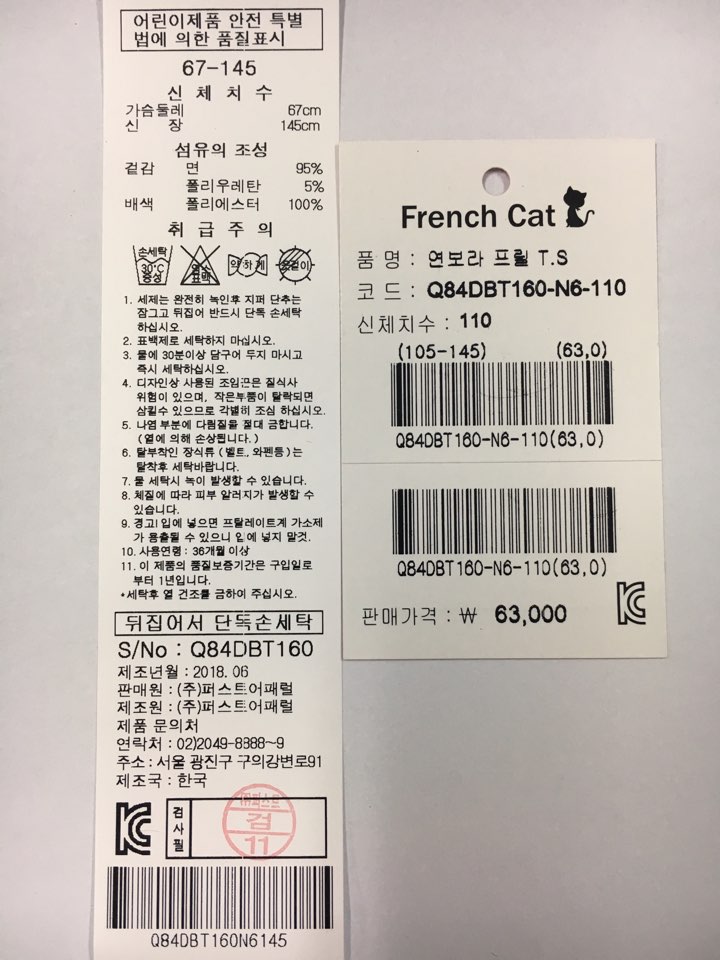 어린이제품 안전 특별
법에 의한 품질표시
67-145
신 체 치 수
가슴둘레 67cm
신 장 145cm
섬유의 조성
겉감 면 95%
폴리우레탄 5%
배색 폴리에스터 100%
취 급 주 의
손세탁 30°C 중성 염소 표백 약하게 옷걸이
1. 세제는 완전히 녹인후 지퍼 단추는
잠그고 뒤집어 반드시 단독 손세탁
하십시오.
2. 표백제로 세탁하지 마십시오.
3. 물에 30분이상 담구어 두지 마시고
즉시 세탁하십시오.
4. 디자인상 사용된 조임끈은 질식사
위험이 있으며, 작은부품이 탈락되면
삼킬수 있으므로 각별히 조심 하십시오.
5. 나염 부분에 다림질을 절대 금합니다.
(열에 의해 손상됩니다.)
6. 탈부착인 장식류 (벨트, 와펜등)는
탈착후 세탁바랍니다.
7. 물 세탁시 녹이 발생할 수 있습니다.
8. 체질에 따라 피부 알러지가 발생할 수
있습니다.
9. 경고! 입에 넣으면 프탈레이트계 가소제
가 용출될 수 있으니 입에 넣지 말것.
10. 사용연령 : 36개월 이상
11. 이 제품의 품질보증기간은 구입일로
부터 1년입니다.
*세탁후 열 건조를 금하여 주십시오.
뒤집어서 단독손세탁
S/No : Q84DBT160
제조년월 : 2018. 06
판매원 : (주)퍼스트어패럴
제조원 : (주)퍼스트어패럴
제품 문의처
연락처 : 02)2049-8888~9
주소 : 서울 광진구 구의강변로91
제조국 : 한국
KC 검사필 검 11
Q84DBT160N6145
French Cat
품 명 : 연보라 프릴 T.S
코 드 : Q84DBT160-N6-110
신체치수 : 110
(105-145) (63,0)
Q84DBT160-N6-110(63,0)
Q84DBT160-N6-110(63,0)
KC
판매가격 : ₩ 63,000